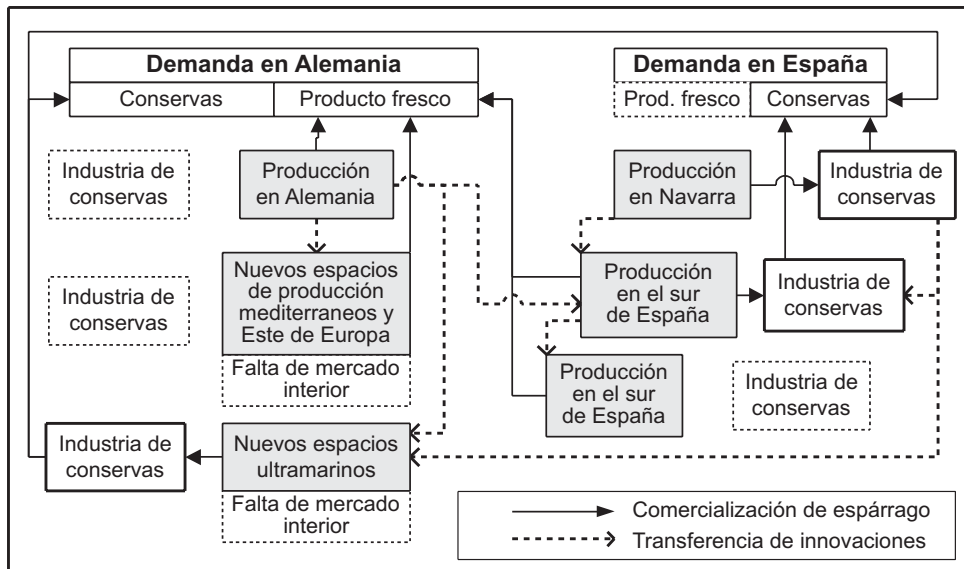 Demanda en Alemania
Conservas
Producto fresco
Demanda en España
Prod. fresco
Conservas
Industria de
conservas
Producción
en Alemania
Producción
en Navarra
Industria de
conservas
Industria de
conservas
Nuevos espacios
de producción
mediterraneos y
Este de Europa
Falta de mercado
interior
Producción
en el sur
de España
Industria de
conservas
Producción
en el sur
de España
Industria de
conservas
Industria de
conservas
Nuevos espacios
ultramarinos
Falta de mercado
interior
Comercialización de espárrago
Transferencia de innovaciones